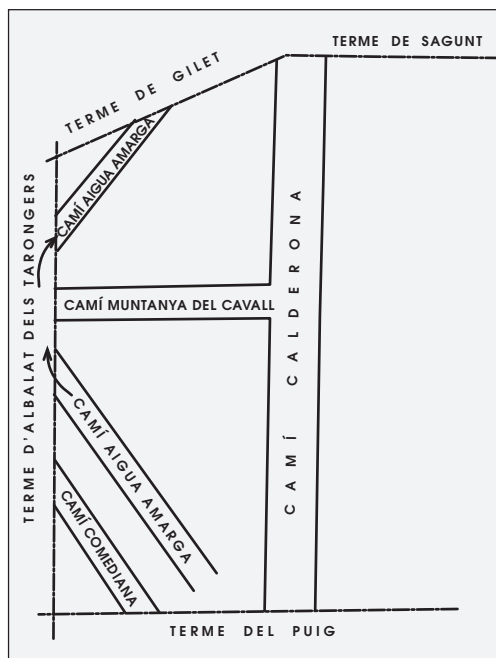 TERME DE SAGUNT
TERME DE GILET
CAMÍ AIGUA AMARGA
TERME D'ALBALAT DELS TARONGERS
CAMÍ MUNTANYA DEL CAVALL
CAMÍ CALDERONA
CAMÍ AIGUA AMARGA
CAMÍ COMEDIANA
TERME DEL PUIG